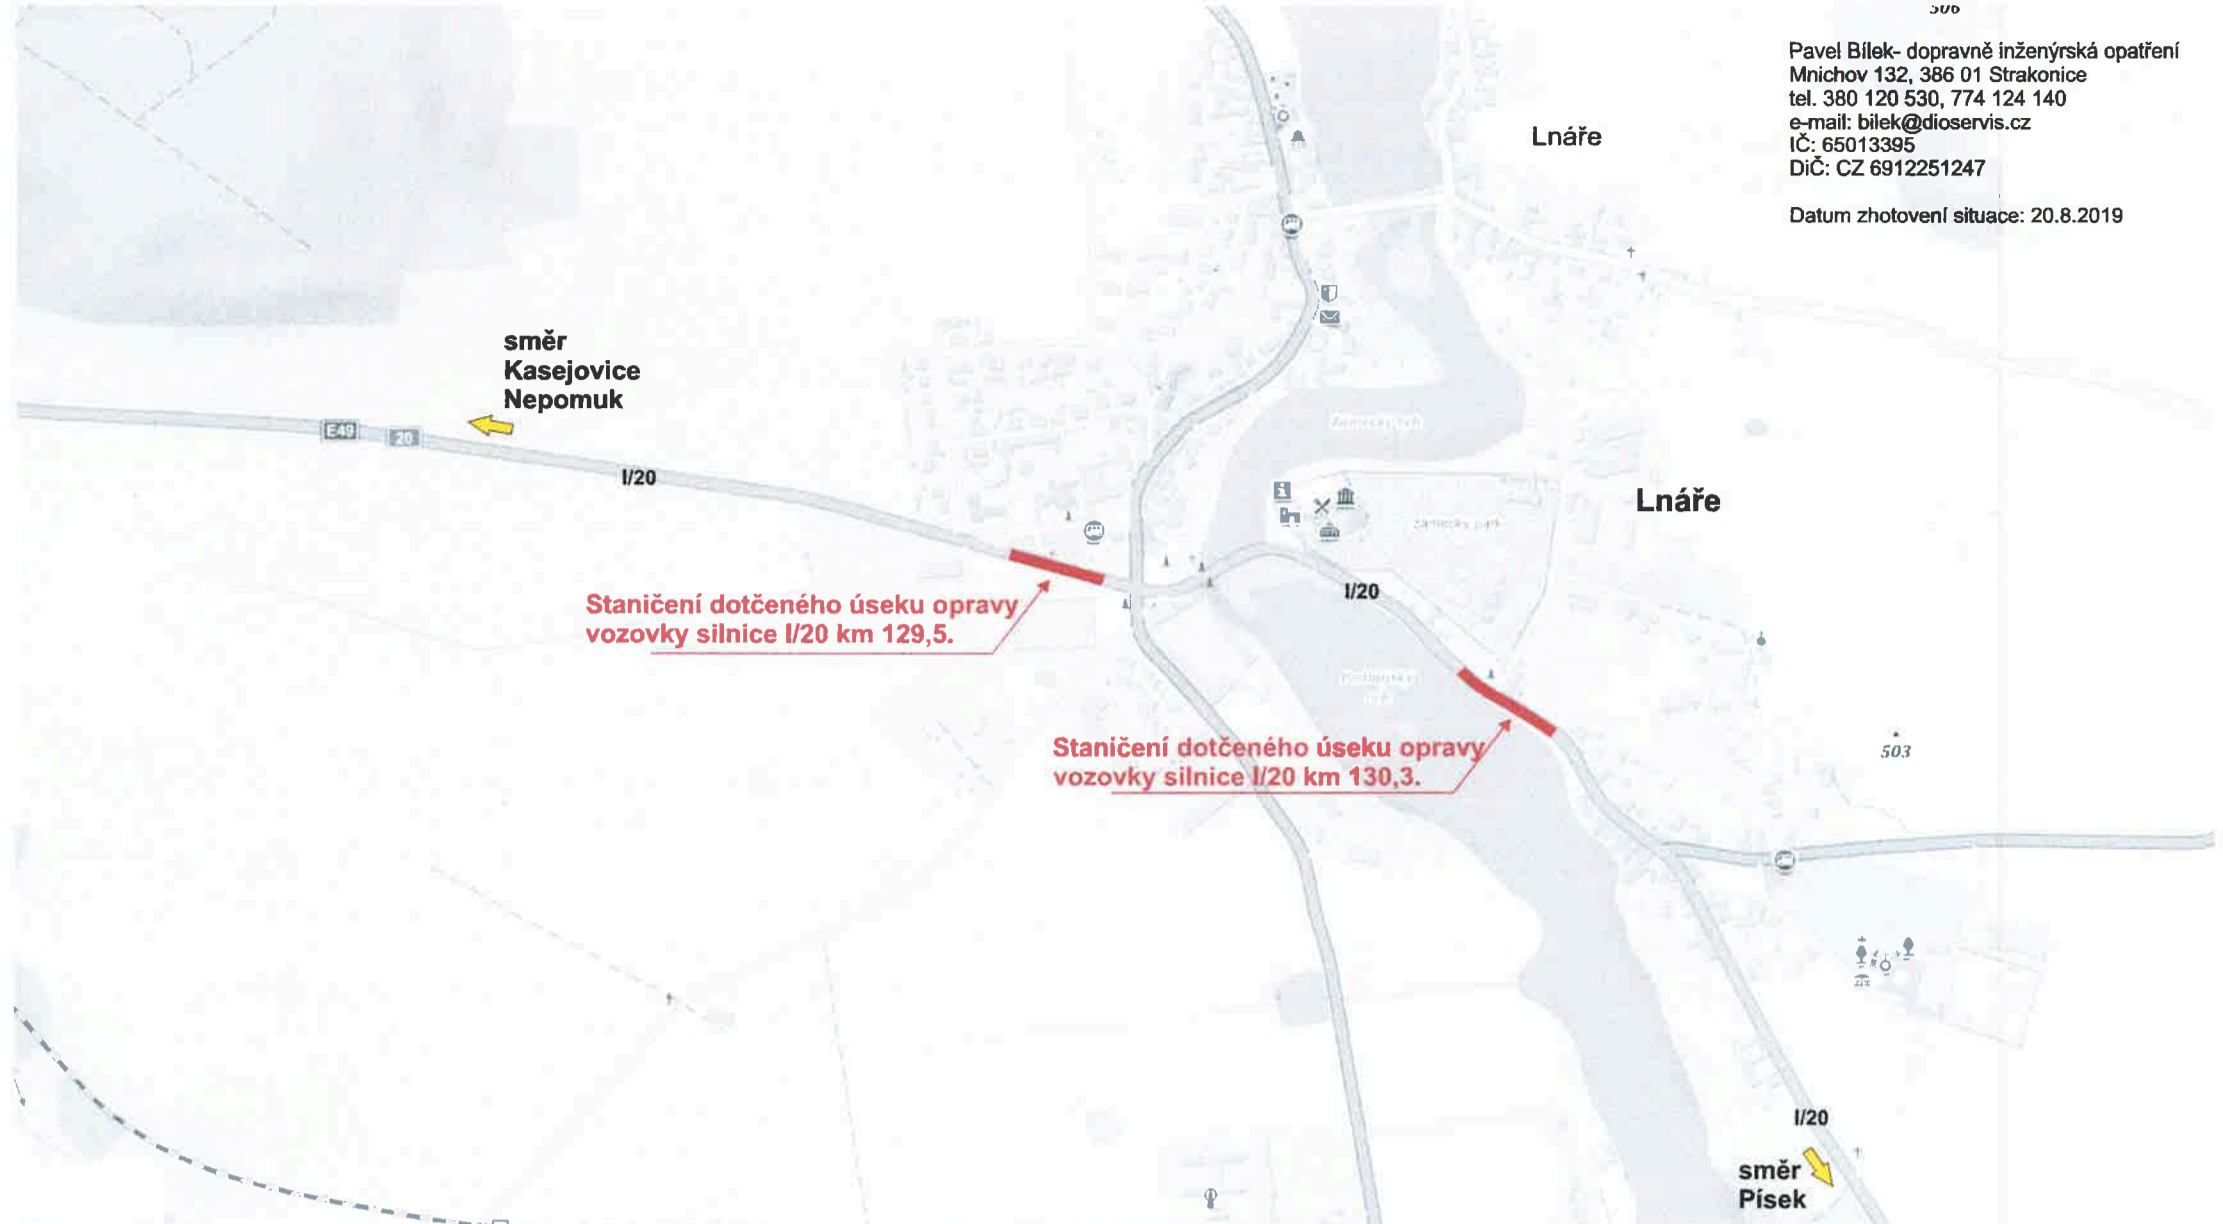 Pavel Bílek- dopravně inženýrská opatření
Mnichov 132, 386 01 Strakonice
tel. 380 120 530, 774 124 140
e-mail: bilek@dioservis.cz
IČ: 65013395
DiČ: CZ 6912251247
Datum zhotovení situace: 20.8.2019
Lnáře
směr
Kasejovice
Nepomuk
E49
20
I/20
Lnáře
zámecký park
I/20
Staničení dotčeného úseku opravy
vozovky silnice I/20 km 129,5.
Staničení dotčeného úseku opravy
vozovky silnice I/20 km 130,3.
503
I/20
směr
Písek